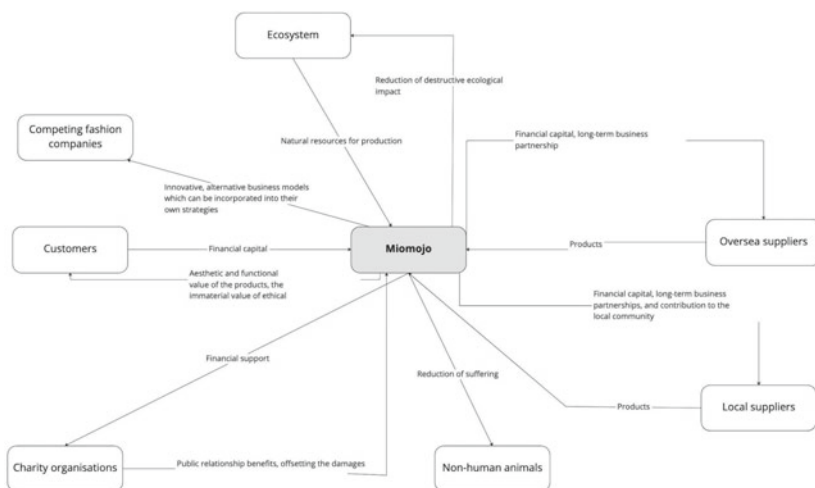 Ecosystem
Reduction of destructive ecological
impact
Competing fashion
companies
Natural resources for production
Financial capital, long-term business
partnership
Innovative, alternative business models
which can be incorporated into their
own strategies
Customers
Financial capital
Miomojo
Products
Oversea suppliers
Aesthetic and functional
value of the products, the
immaterial value of ethical
Financial capital, long-term business
partnerships, and contribution to the
local community
Financial support
Reduction of suffering
Products
Local suppliers
Charity organisations
Public relationship benefits, offsetting the damages
Non-human animals